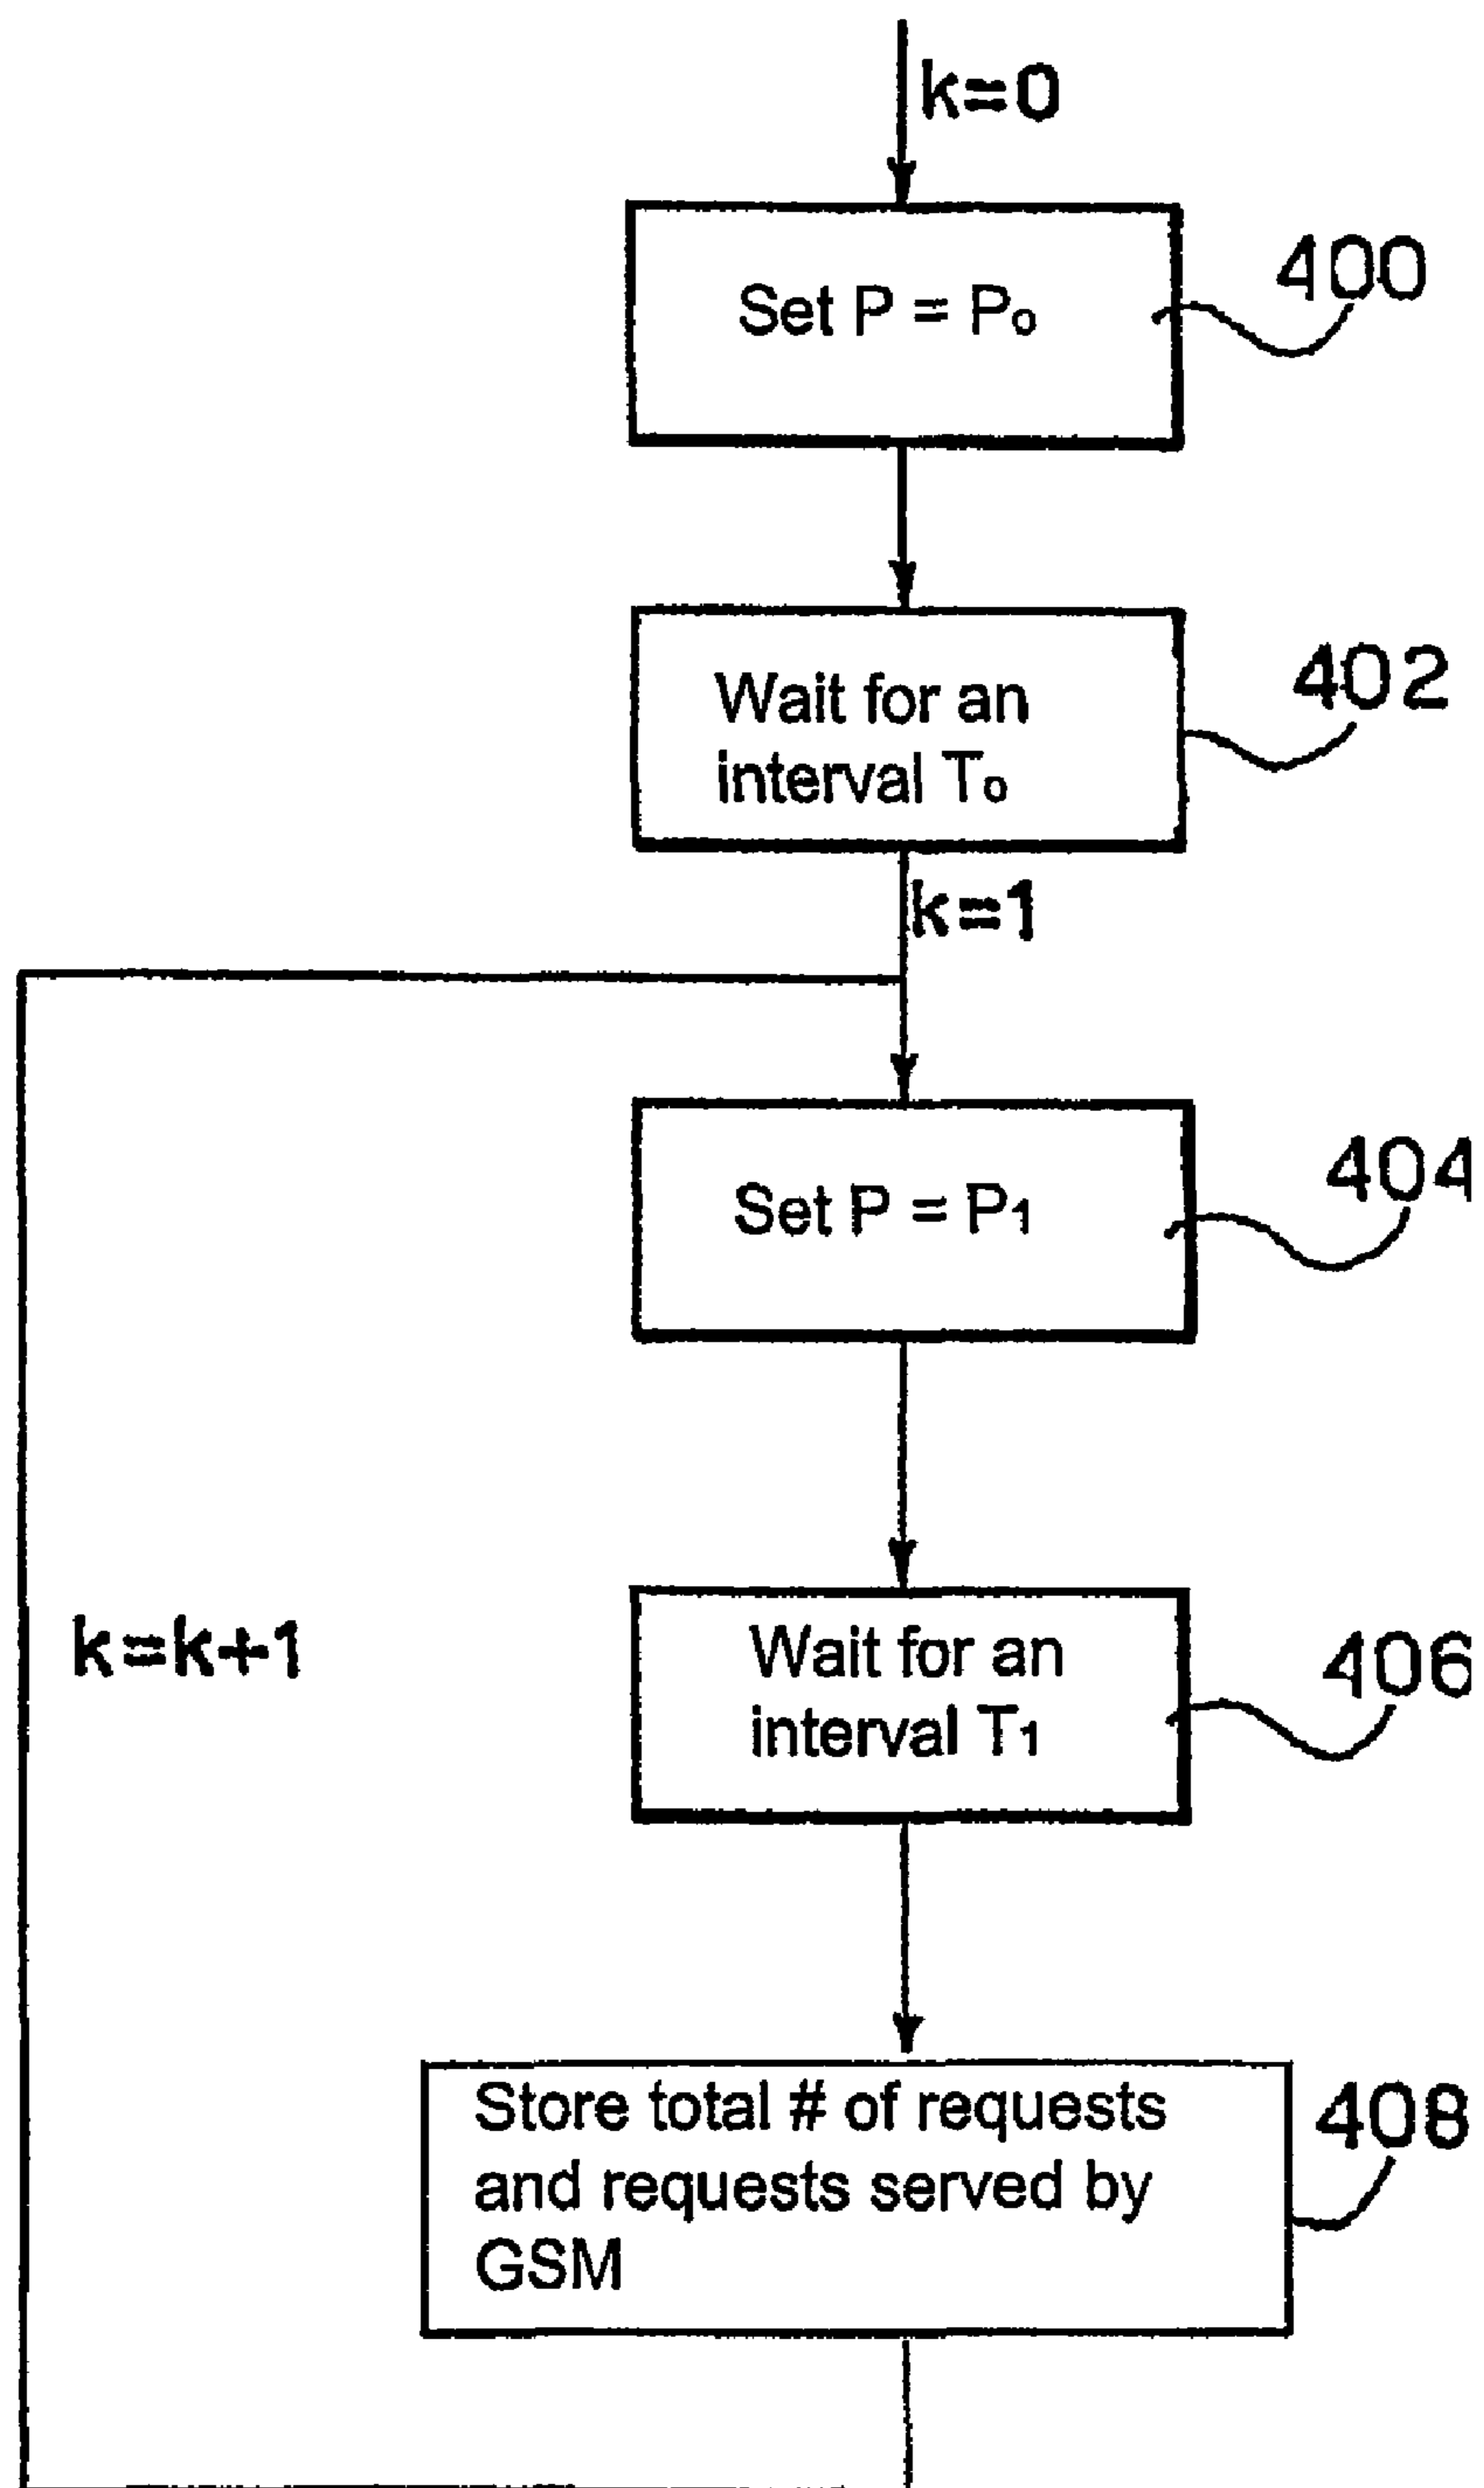 k=0
Set P = P₀
400
Wait for an
interval T₀
402
k=1
Set P = P₁
404
k=k+1
Wait for an
interval T₁
406
Store total # of requests
and requests served by
GSM
408